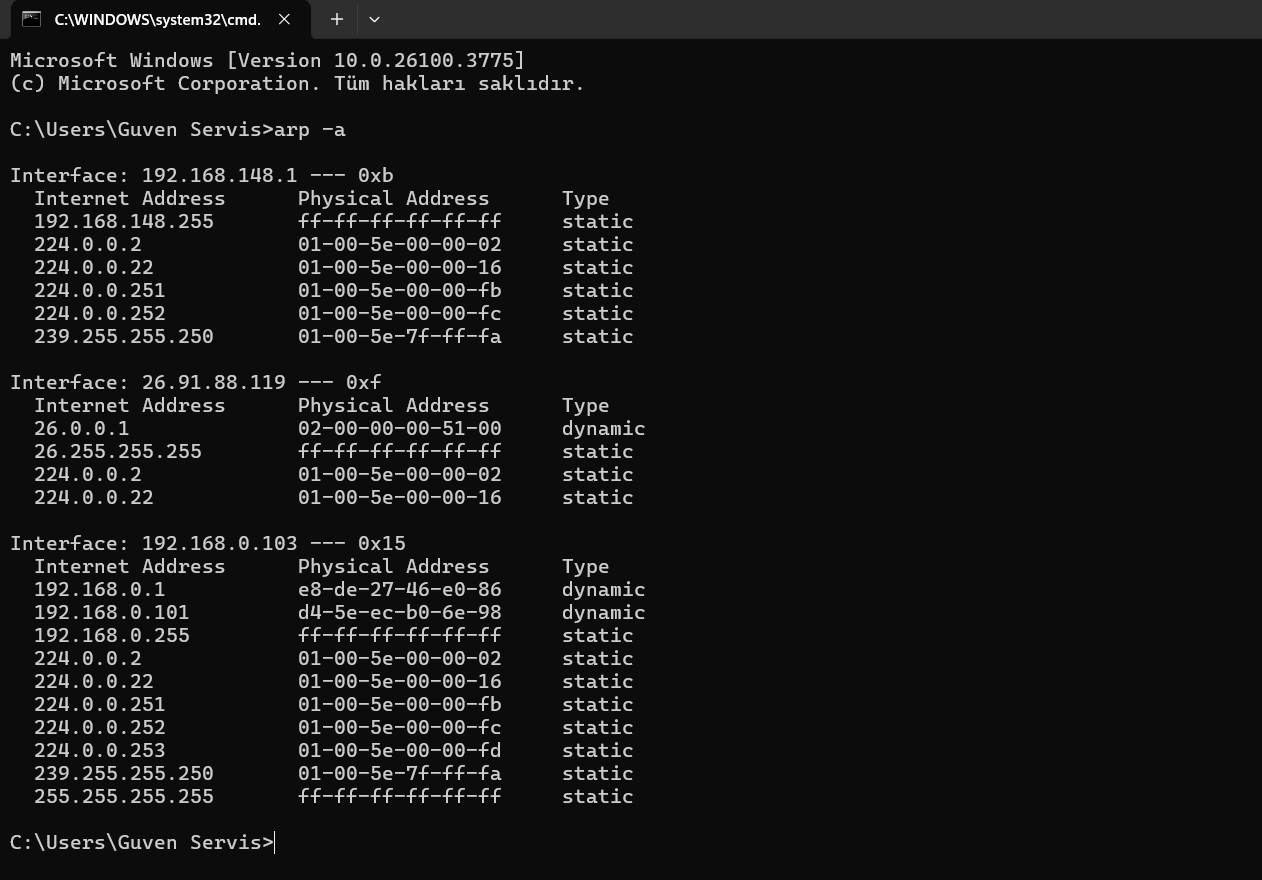 C:\WINDOWS\system32\cmd.
Microsoft Windows [Version 10.0.26100.3775]
(c) Microsoft Corporation. Tüm hakları saklıdır.
C:\Users\Guven Servis>arp -a
Interface: 192.168.148.1 --- 0xb
Internet Address Physical Address Type
192.168.148.255 ff-ff-ff-ff-ff-ff static
224.0.0.2 01-00-5e-00-00-02 static
224.0.0.22 01-00-5e-00-00-16 static
224.0.0.251 01-00-5e-00-00-fb static
224.0.0.252 01-00-5e-00-00-fc static
239.255.255.250 01-00-5e-7f-ff-fa static
Interface: 26.91.88.119 --- 0xf
Internet Address Physical Address Type
26.0.0.1 02-00-00-00-51-00 dynamic
26.255.255.255 ff-ff-ff-ff-ff-ff static
224.0.0.2 01-00-5e-00-00-02 static
224.0.0.22 01-00-5e-00-00-16 static
Interface: 192.168.0.103 --- 0x15
Internet Address Physical Address Type
192.168.0.1 e8-de-27-46-e0-86 dynamic
192.168.0.101 d4-5e-ec-b0-6e-98 dynamic
192.168.0.255 ff-ff-ff-ff-ff-ff static
224.0.0.2 01-00-5e-00-00-02 static
224.0.0.22 01-00-5e-00-00-16 static
224.0.0.251 01-00-5e-00-00-fb static
224.0.0.252 01-00-5e-00-00-fc static
224.0.0.253 01-00-5e-00-00-fd static
239.255.255.250 01-00-5e-7f-ff-fa static
255.255.255.255 ff-ff-ff-ff-ff-ff static
C:\Users\Guven Servis>